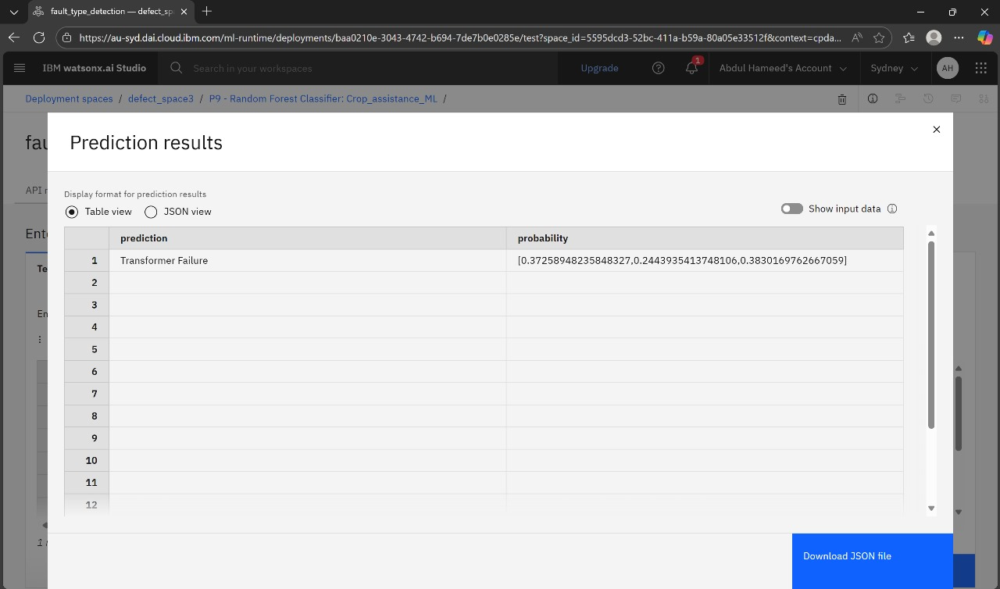 fault_type_detection — defect_sp
https://au-syd.dai.cloud.ibm.com/ml-runtime/deployments/baa0210e-3043-4742-b694-7de7b0e0285e/test?space_id=5595dcd3-52bc-411a-b59a-80a05e33512f&context=cpda...
IBM watsonx.ai Studio
Search in your workspaces
Upgrade
1
Abdul Hameed's Account
Sydney
AH
Deployment spaces / defect_space3 / P9 - Random Forest Classifier: Crop_assistance_ML /
fau
Prediction results
API r
Display format for prediction results
Table view
JSON view
Show input data
Ente
Te
En
prediction probability
1 Transformer Failure [0.37258948235848327,0.2443935413748106,0.3830169762667059]
2
3
4
5
6
7
8
9
10
11
12
1 r
Download JSON file